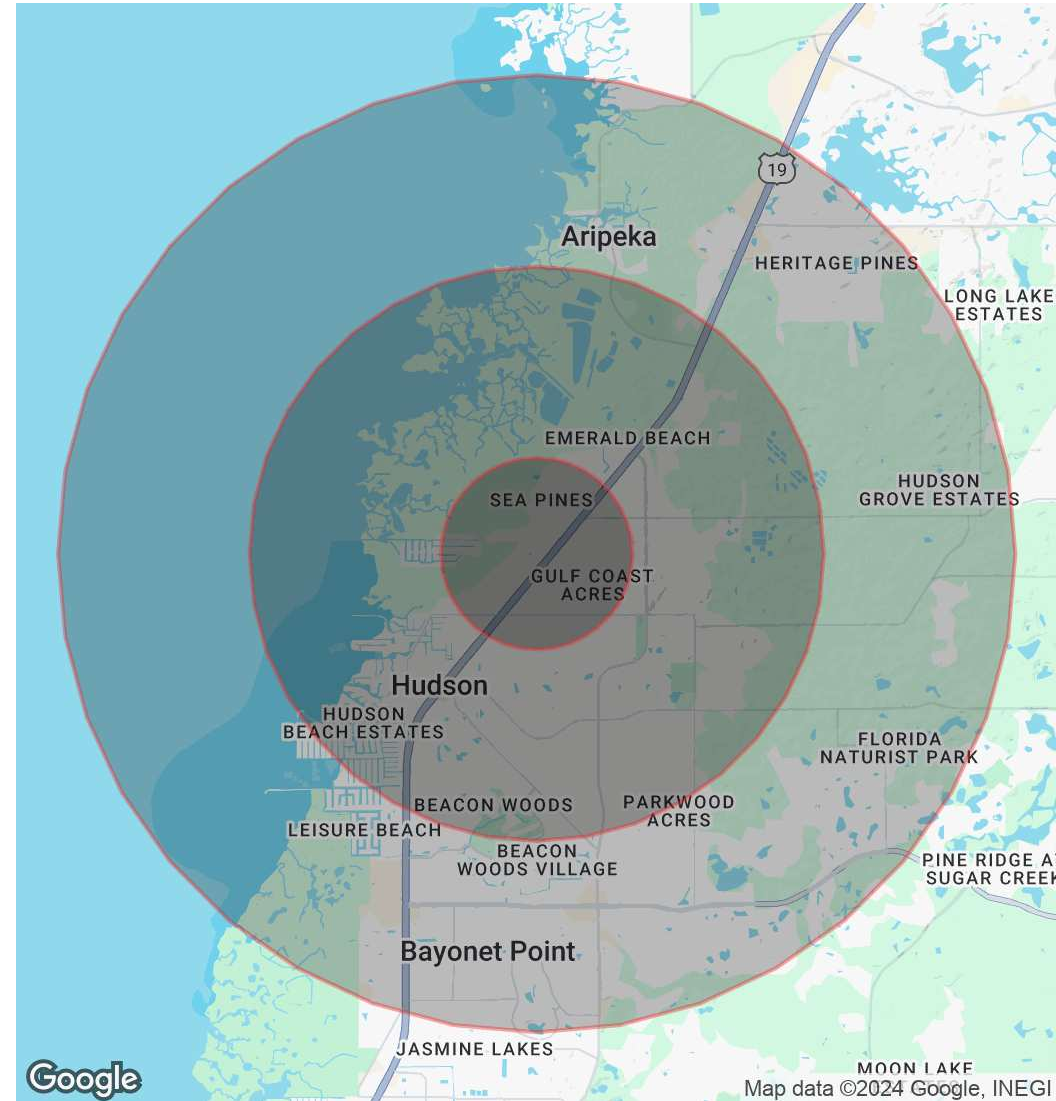 19
Aripeka
HERITAGE PINES
LONG LAKE
ESTATES
EMERALD BEACH
SEA PINES
HUDSON
GROVE ESTATES
GULF COAST
ACRES
Hudson
HUDSON
BEACH ESTATES
FLORIDA
NATURIST PARK
BEACON WOODS
PARKWOOD
ACRES
LEISURE BEACH
BEACON
WOODS VILLAGE
PINE RIDGE A
SUGAR CREEK
Bayonet Point
JASMINE LAKES
MOON LAKE
Google
Map data ©2024 Google, INEGI